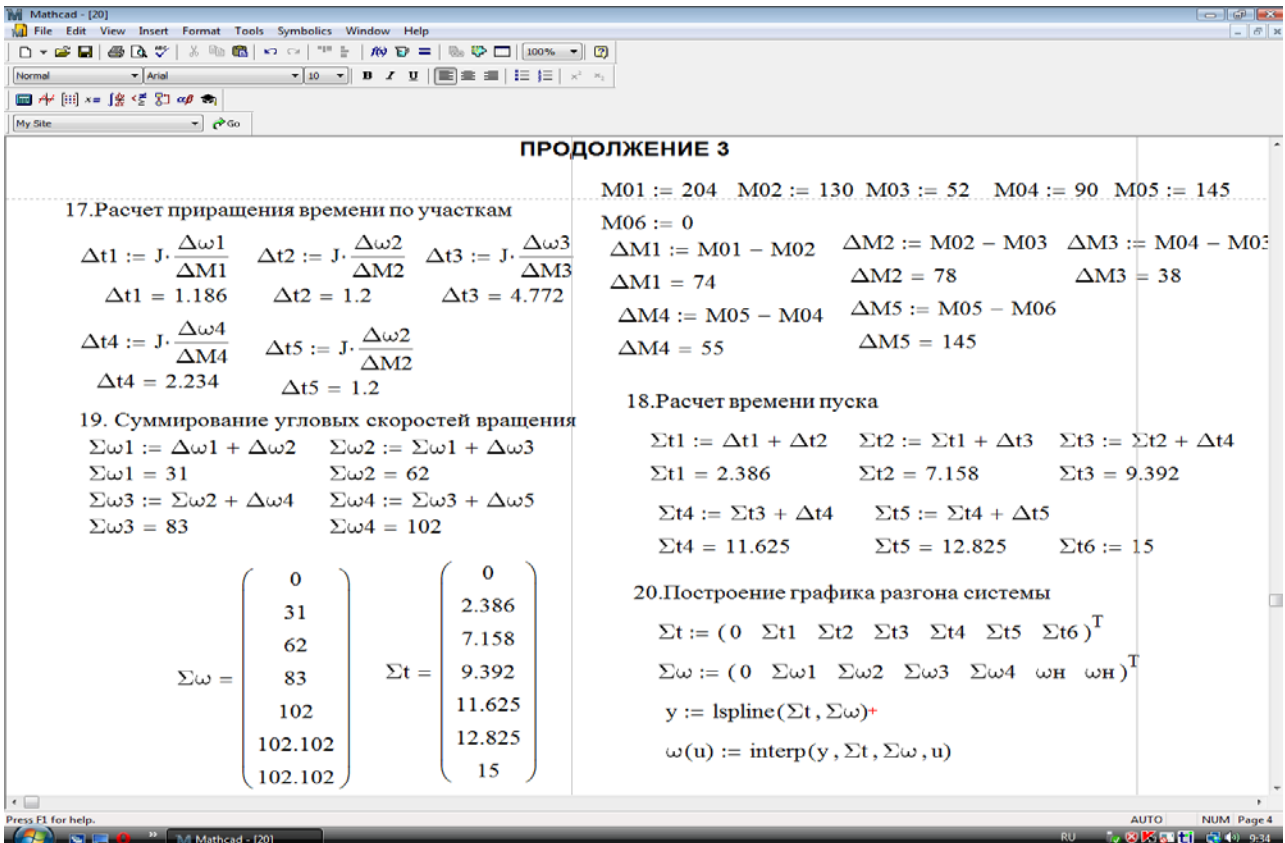 Mathcad - [20]
File Edit View Insert Format Tools Symbolics Window Help
100%
Normal Arial 10 B I U
My Site Go
ПРОДОЛЖЕНИЕ 3
17.Расчет приращения времени по участкам
Δt1 := J·Δω1/ΔM1 Δt2 := J·Δω2/ΔM2 Δt3 := J·Δω3/ΔM3
Δt1 = 1.186 Δt2 = 1.2 Δt3 = 4.772
Δt4 := J·Δω4/ΔM4 Δt5 := J·Δω2/ΔM2
Δt4 = 2.234 Δt5 = 1.2
19. Суммирование угловых скоростей вращения
Σω1 := Δω1 + Δω2 Σω2 := Σω1 + Δω3
Σω1 = 31 Σω2 = 62
Σω3 := Σω2 + Δω4 Σω4 := Σω3 + Δω5
Σω3 = 83 Σω4 = 102
Σω = (0 31 62 83 102 102.102 102.102) Σt = (0 2.386 7.158 9.392 11.625 12.825 15)
M01 := 204 M02 := 130 M03 := 52 M04 := 90 M05 := 145
M06 := 0
ΔM1 := M01 − M02 ΔM2 := M02 − M03 ΔM3 := M04 − M03
ΔM1 = 74 ΔM2 = 78 ΔM3 = 38
ΔM4 := M05 − M04 ΔM5 := M05 − M06
ΔM4 = 55 ΔM5 = 145
18.Расчет времени пуска
Σt1 := Δt1 + Δt2 Σt2 := Σt1 + Δt3 Σt3 := Σt2 + Δt4
Σt1 = 2.386 Σt2 = 7.158 Σt3 = 9.392
Σt4 := Σt3 + Δt4 Σt5 := Σt4 + Δt5
Σt4 = 11.625 Σt5 = 12.825 Σt6 := 15
20.Построение графика разгона системы
Σt := (0 Σt1 Σt2 Σt3 Σt4 Σt5 Σt6)ᵀ
Σω := (0 Σω1 Σω2 Σω3 Σω4 ωн ωн)ᵀ
y := lspline(Σt, Σω)+
ω(u) := interp(y, Σt, Σω, u)
Press F1 for help. AUTO NUM Page 4
Mathcad - [20] RU 9:34